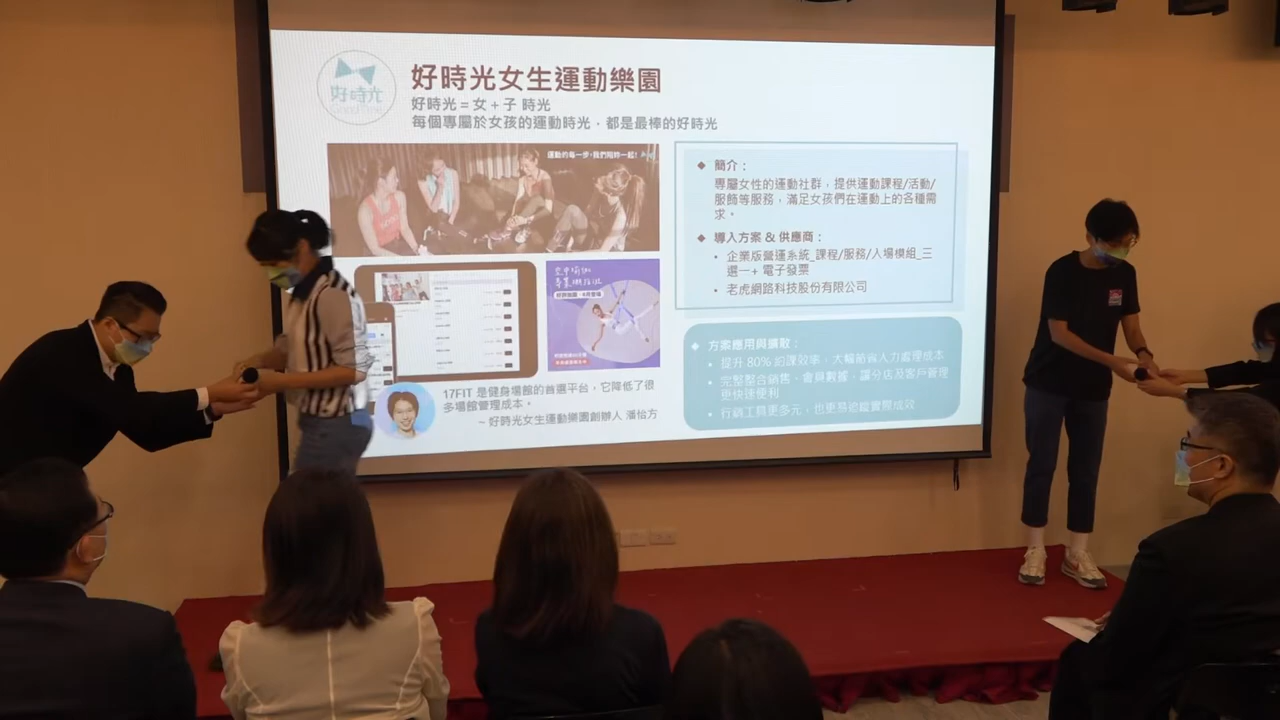 好時光
好時光女生運動樂園
好時光 = 女 + 子 時光
每個專屬於女孩的運動時光，都是最棒的好時光
運動的每一步，我們陪妳一起！
簡介：
專屬女性的運動社群，提供運動課程/活動/
服飾等服務，滿足女孩們在運動上的各種需
求。
導入方案 & 供應商：
企業版營運系統_課程/服務/入場模組_三
選一 + 電子發票
老虎網路科技股份有限公司
17FIT 是健身場館的首選平台，它降低了很
多場館管理成本。
~ 好時光女生運動樂園創辦人 潘怡方
方案應用與擴散：
提升 80% 約課效率，大幅節省人力處理成本
完整整合銷售、會員數據，讓分店及客戶管理
更快速便利
行銷工具更多元，也更易追蹤實際成效